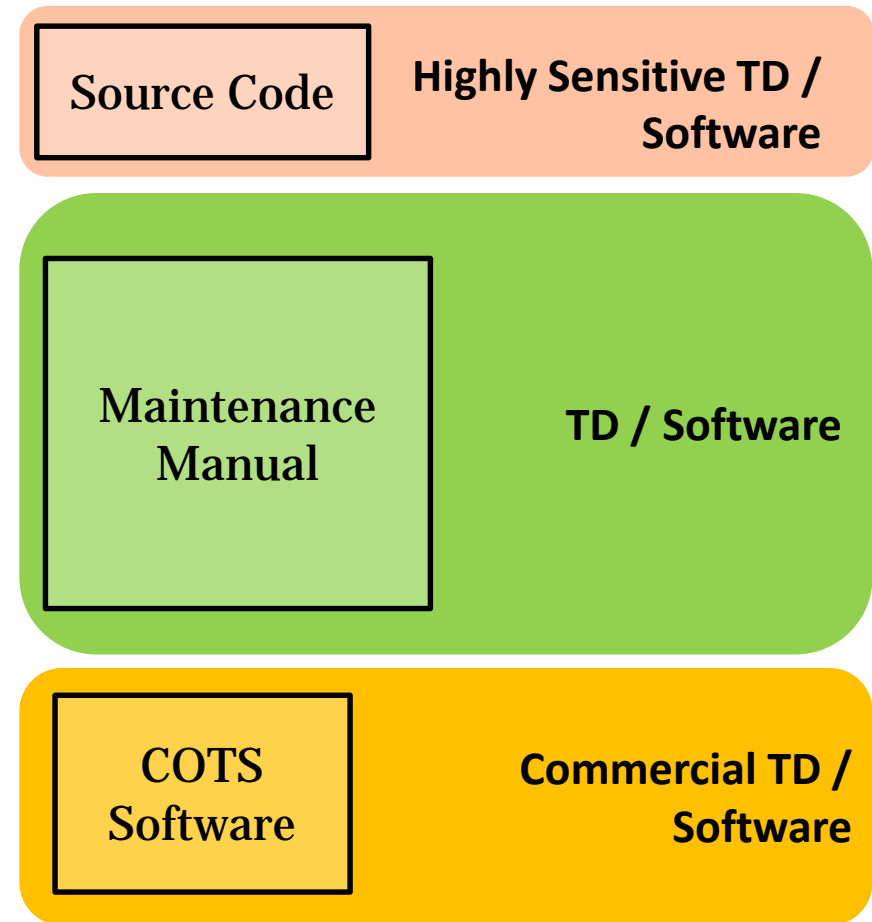 Source Code
Highly Sensitive TD /
Software
Maintenance
Manual
TD / Software
COTS
Software
Commercial TD /
Software